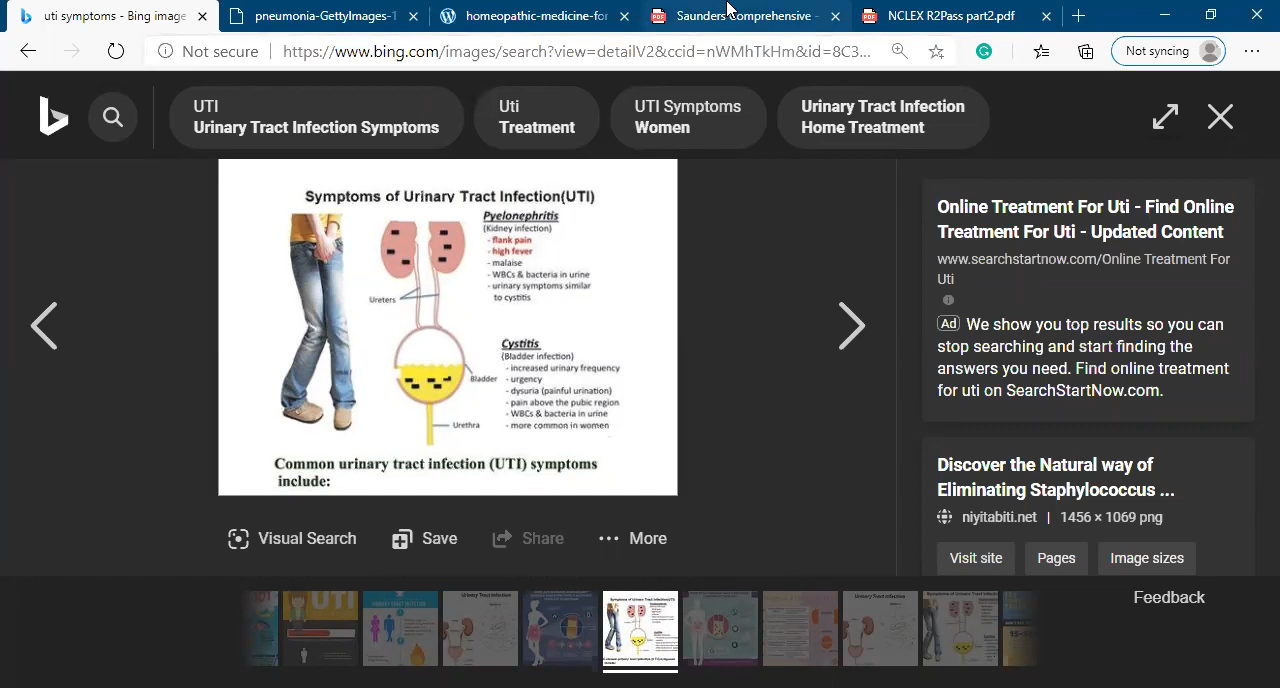 uti symptoms - Bing image
pneumonia-GettyImages-1
homeopathic-medicine-for
Saunders Comprehensive -
NCLEX R2Pass part2.pdf
Not secure
https://www.bing.com/images/search?view=detailV2&ccid=nWMhTkHm&id=8C3...
Not syncing
UTI
Urinary Tract Infection Symptoms
Uti
Treatment
UTI Symptoms
Women
Urinary Tract Infection
Home Treatment
Symptoms of Urinary Tract Infection(UTI)
Pyelonephritis
(Kidney infection)
- flank pain
- high fever
- malaise
- WBCs & bacteria in urine
- urinary symptoms similar
to cystitis
Ureters
Cystitis
(Bladder infection)
- increased urinary frequency
- urgency
- dysuria (painful urination)
- pain above the pubic region
- WBCs & bacteria in urine
- more common in women
Bladder
Urethra
Common urinary tract infection (UTI) symptoms
include:
Online Treatment For Uti - Find Online
Treatment For Uti - Updated Content
www.searchstartnow.com/Online Treatment For
Uti
Ad We show you top results so you can
stop searching and start finding the
answers you need. Find online treatment
for uti on SearchStartNow.com.
Discover the Natural way of
Eliminating Staphylococcus ...
niyitabiti.net | 1456 × 1069 png
Visit site
Pages
Image sizes
Visual Search
Save
Share
More
UTI
Feedback